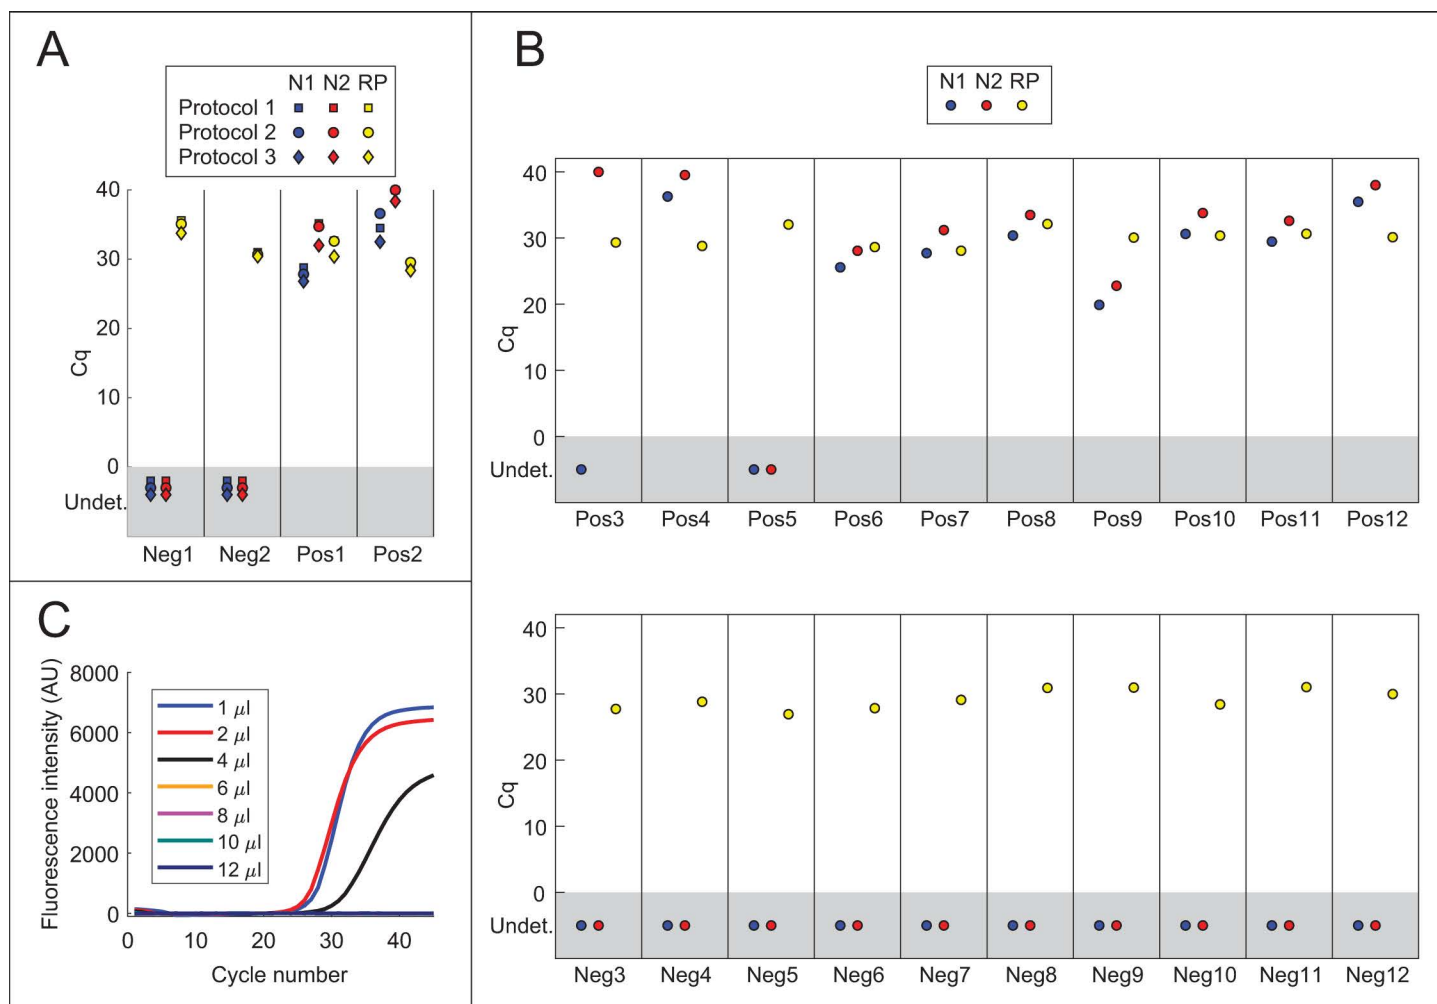 A
N1 N2 RP
Protocol 1
Protocol 2
Protocol 3
40
30
20
10
0
Undet.
Cq
Neg1 Neg2 Pos1 Pos2
B
N1 N2 RP
40
30
20
10
0
Undet.
Cq
Pos3 Pos4 Pos5 Pos6 Pos7 Pos8 Pos9 Pos10 Pos11 Pos12
40
30
20
10
0
Undet.
Cq
Neg3 Neg4 Neg5 Neg6 Neg7 Neg8 Neg9 Neg10 Neg11 Neg12
C
8000
6000
4000
2000
0
Fluorescence intensity (AU)
1 µl
2 µl
4 µl
6 µl
8 µl
10 µl
12 µl
0 10 20 30 40
Cycle number